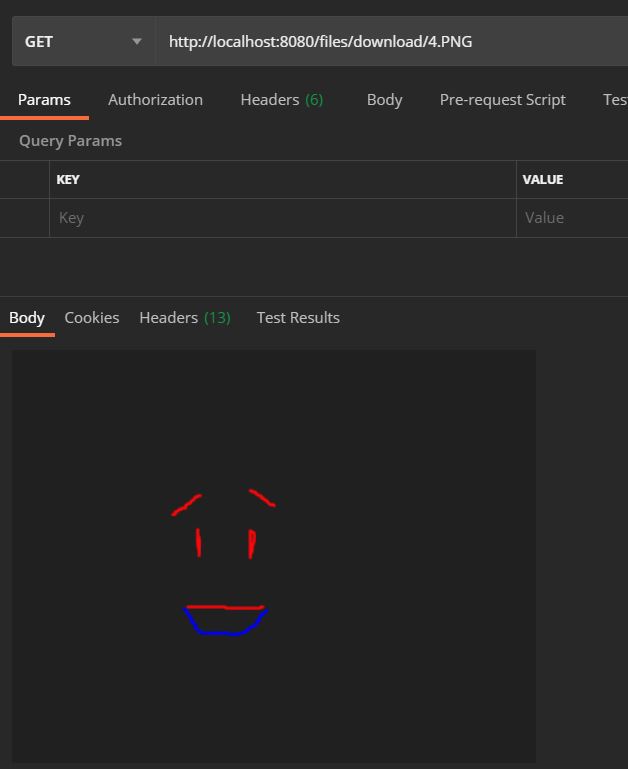 GET http://localhost:8080/files/download/4.PNG
Params Authorization Headers (6) Body Pre-request Script Tes
Query Params
KEY VALUE
Key Value
Body Cookies Headers (13) Test Results